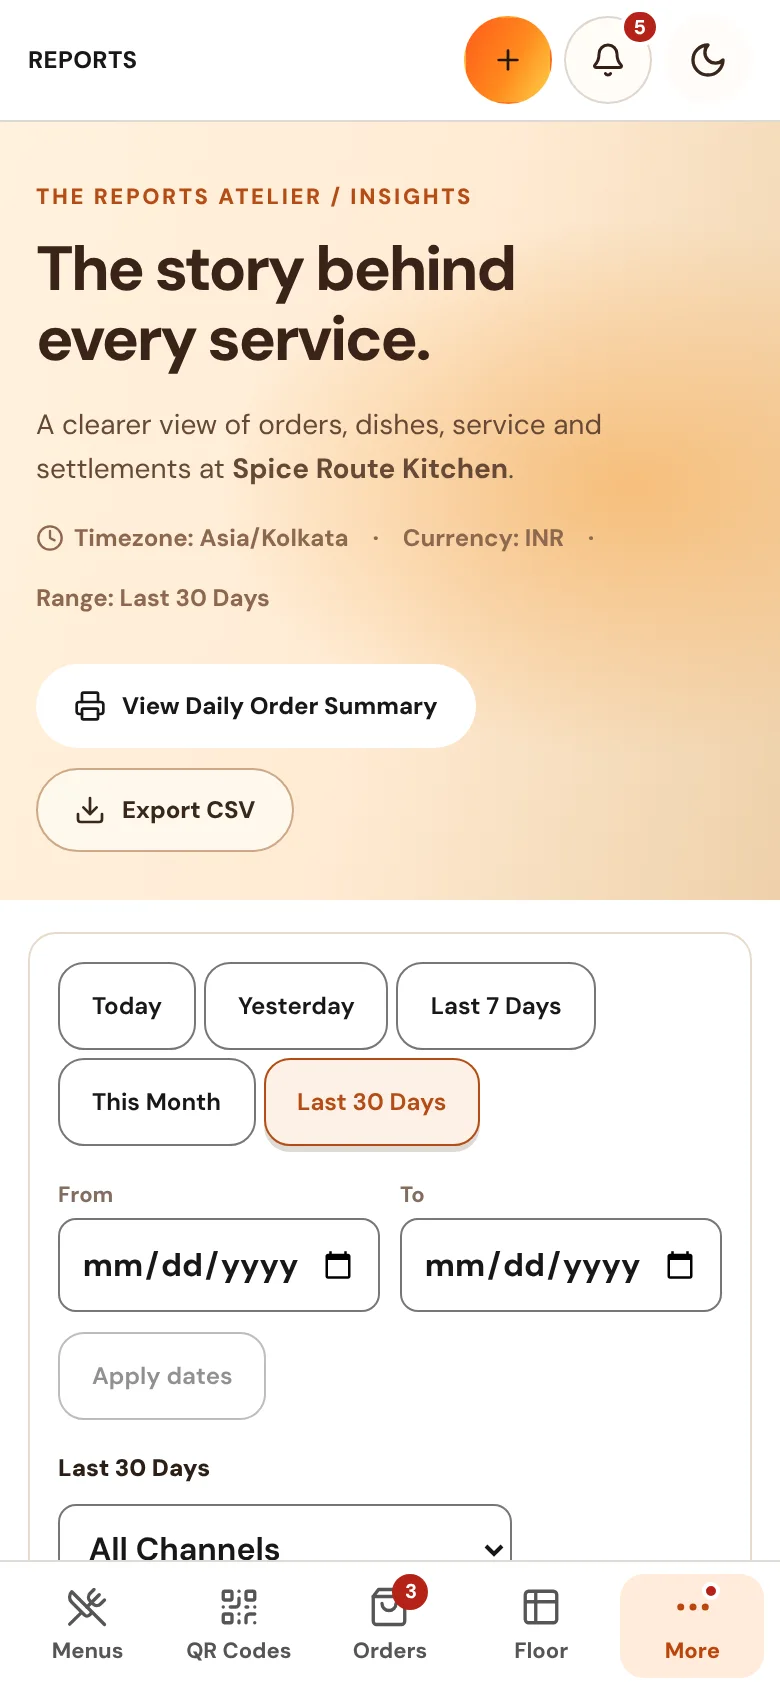 REPORTS
5
THE REPORTS ATELIER / INSIGHTS
The story behind
every service.
A clearer view of orders, dishes, service and
settlements at Spice Route Kitchen.
Timezone: Asia/Kolkata · Currency: INR ·
Range: Last 30 Days
View Daily Order Summary
Export CSV
Today Yesterday Last 7 Days
This Month Last 30 Days
From To
mm/dd/yyyy mm/dd/yyyy
Apply dates
Last 30 Days
All Channels
3
Menus QR Codes Orders Floor More